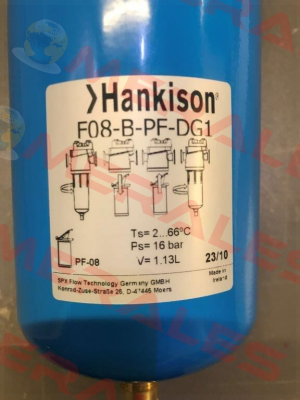 Hankison®
F08-B-PF-DG1
Ts= 2...66ºC
Ps= 16 bar
V= 1.13L
23/10
PF-08
Made in
Ireland
SPX Flow Technology Germany GMBH
Konrad-Zuse-Straße 25, D-47445 Moers